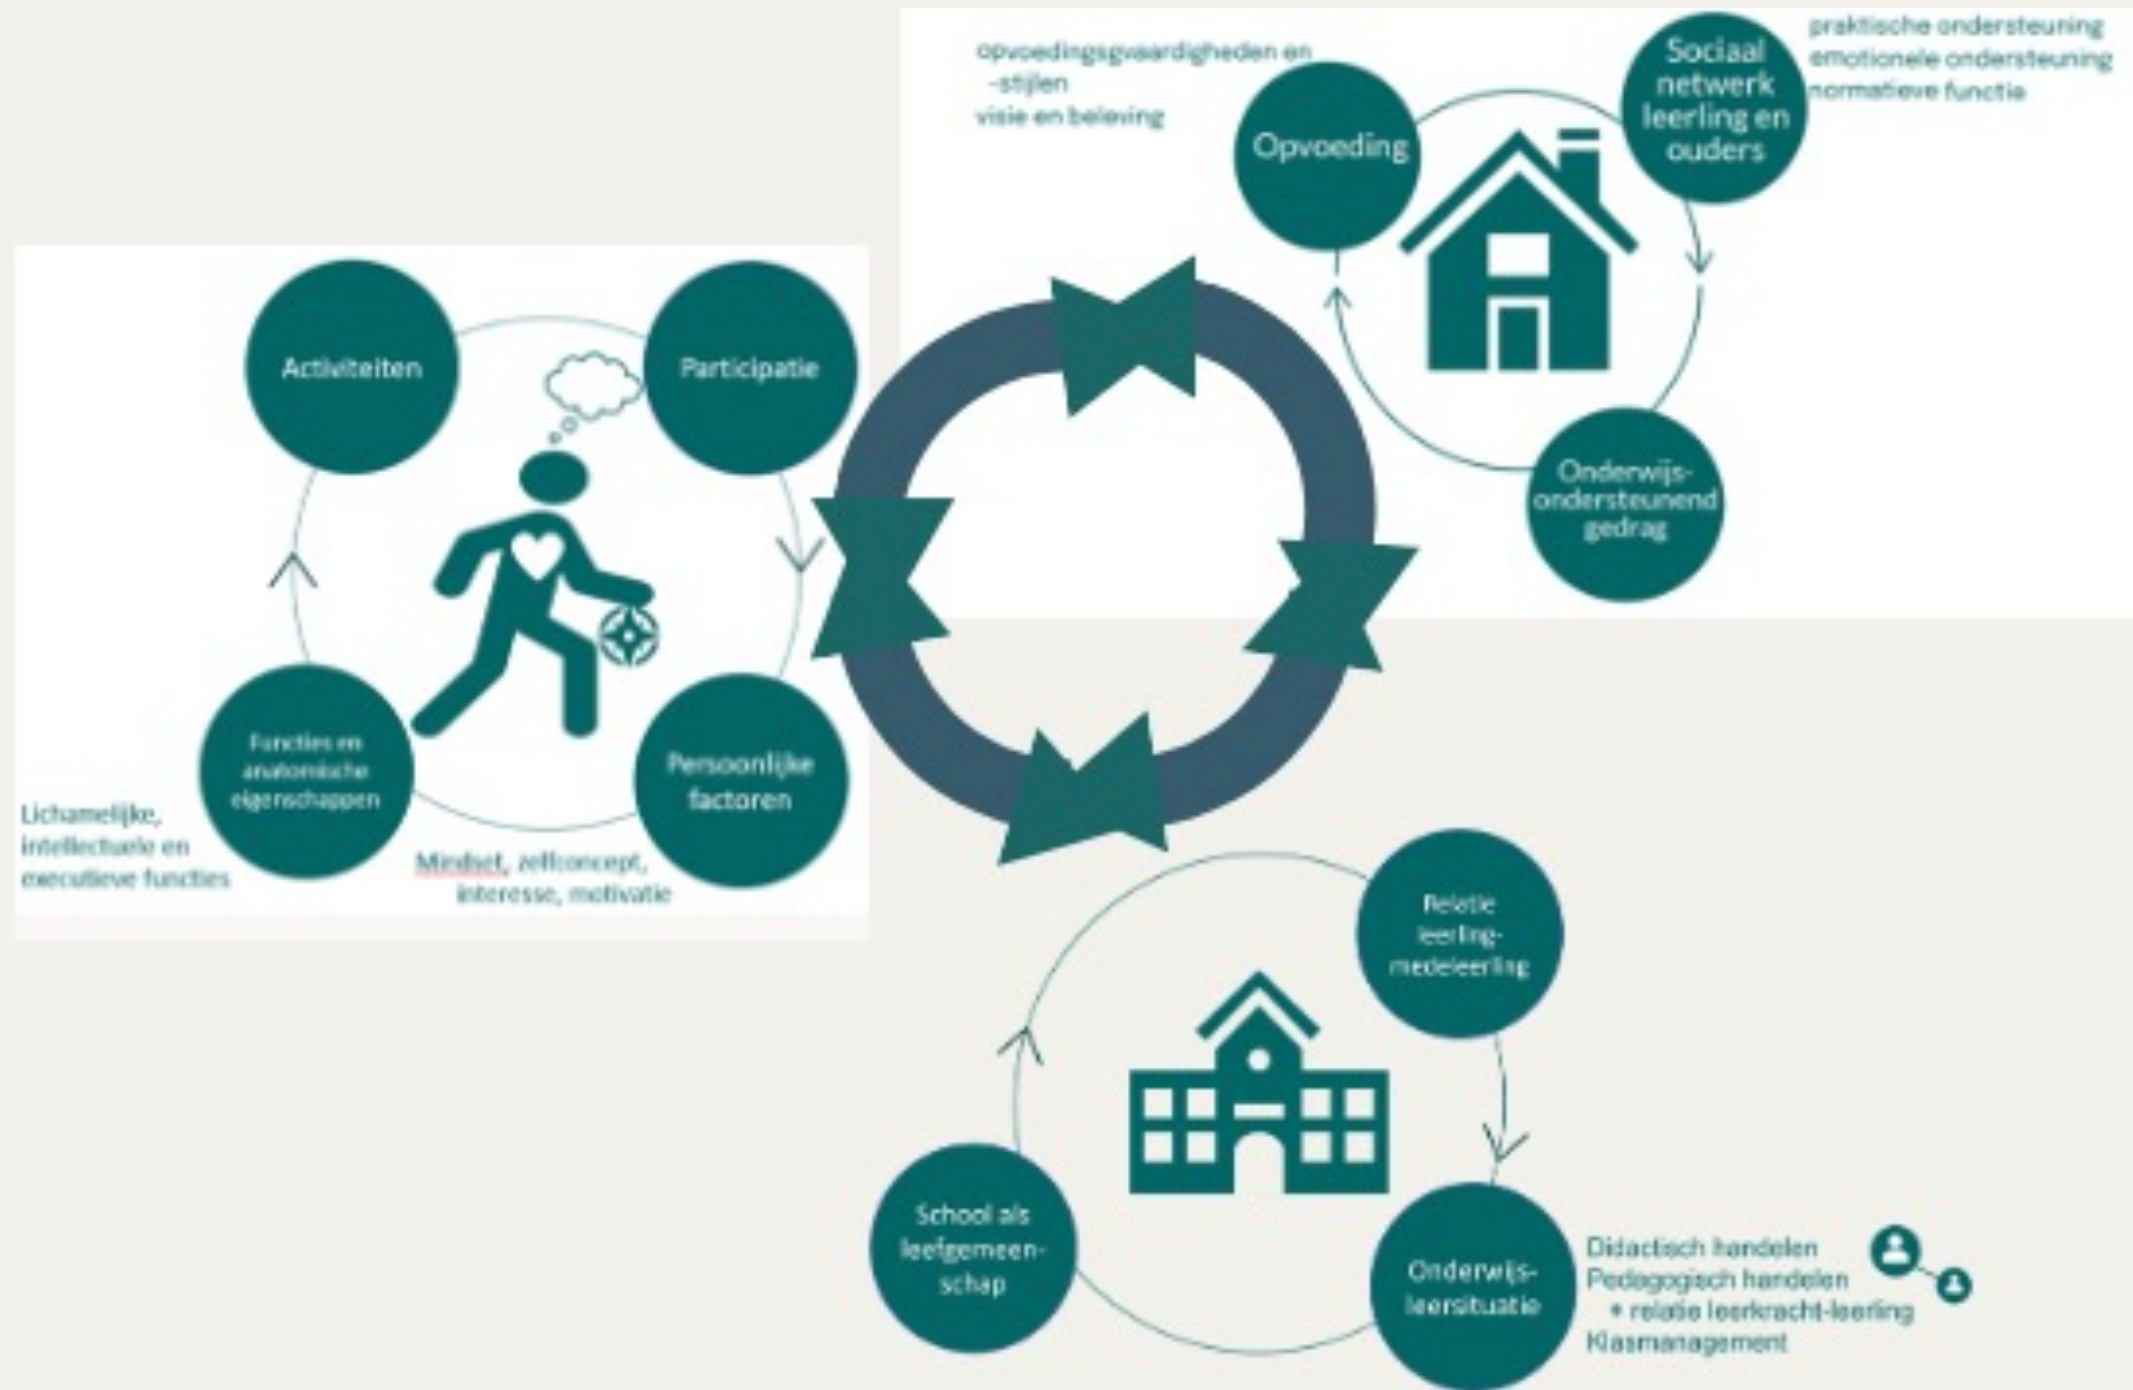 opvoedingsgvaardigheden en
-stijlen
visie en beleving
Opvoeding
Sociaal
netwerk
leerling en
ouders
praktische ondersteuning
emotionele ondersteuning
normatieve functie
Onderwijs-
ondersteunend
gedrag
Activiteiten
Participatie
Functies en
anatomische
eigenschappen
Persoonlijke
factoren
Lichamelijke,
intellectuele en
executieve functies
Mindset, zelfconcept,
interesse, motivatie
Relatie
leerling-
medeleerling
School als
leefgemeen-
schap
Onderwijs-
leersituatie
Didactisch handelen
Pedagogisch handelen
+ relatie leerkracht-leerling
Klasmanagement